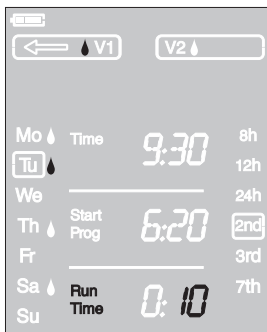 V1 V2
Mo Time 9:30 8h
Tu 12h
We 24h
Th Start Prog 6:20 2nd
Fr 3rd
Sa Run Time 0:10 7th
Su